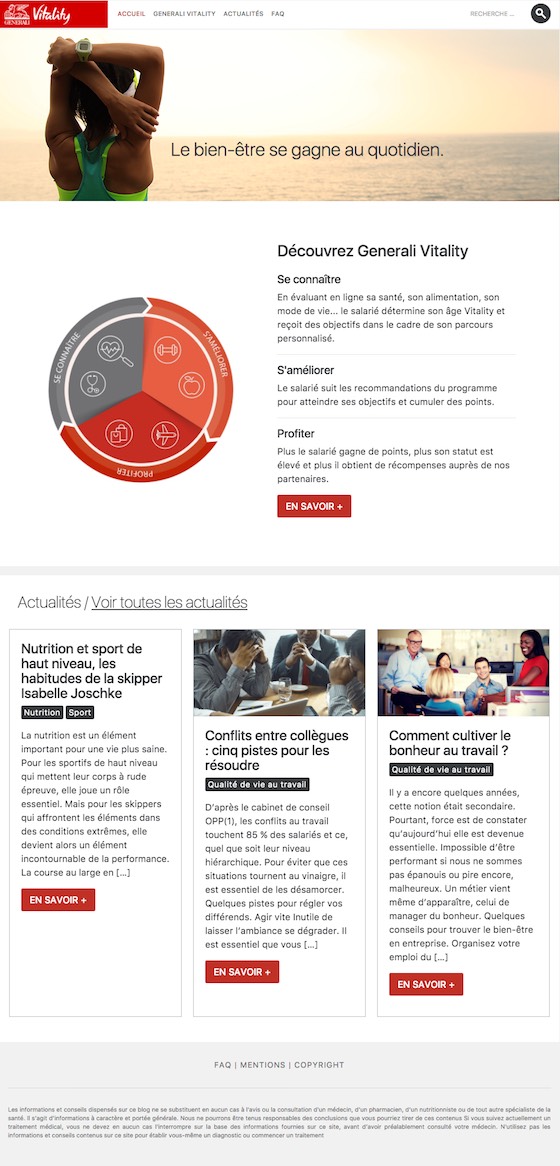 GENERALI Vitality
ACCUEIL GENERALI VITALITY ACTUALITÉS FAQ RECHERCHE ...
Le bien-être se gagne au quotidien.
SE CONNAÎTRE
S'AMÉLIORER
PROFITER
Découvrez Generali Vitality
Se connaître
En évaluant en ligne sa santé, son alimentation, son
mode de vie... le salarié détermine son âge Vitality et
reçoit des objectifs dans le cadre de son parcours
personnalisé.
S'améliorer
Le salarié suit les recommandations du programme
pour atteindre ses objectifs et cumuler des points.
Profiter
Plus le salarié gagne de points, plus son statut est
élevé et plus il obtient de récompenses auprès de nos
partenaires.
EN SAVOIR +
Actualités / Voir toutes les actualités
Nutrition et sport de
haut niveau, les
habitudes de la skipper
Isabelle Joschke
Nutrition Sport
La nutrition est un élément
important pour une vie plus saine.
Pour les sportifs de haut niveau
qui mettent leur corps à rude
épreuve, elle joue un rôle
essentiel. Mais pour les skippers
qui affrontent les éléments dans
des conditions extrêmes, elle
devient alors un élément
incontournable de la performance.
La course au large en [...]
EN SAVOIR +
Conflits entre collègues
: cinq pistes pour les
résoudre
Qualité de vie au travail
D'après le cabinet de conseil
OPP(1), les conflits au travail
touchent 85 % des salariés et ce,
quel que soit leur niveau
hiérarchique. Pour éviter que ces
situations tournent au vinaigre, il
est essentiel de les désamorcer.
Quelques pistes pour régler vos
différends. Agir vite Inutile de
laisser l'ambiance se dégrader. Il
est essentiel que vous [...]
EN SAVOIR +
Comment cultiver le
bonheur au travail ?
Qualité de vie au travail
Il y a encore quelques années,
cette notion était secondaire.
Pourtant, force est de constater
qu'aujourd'hui elle est devenue
essentielle. Impossible d'être
performant si nous ne sommes
pas épanouis ou pire encore,
malheureux. Un métier vient
même d'apparaître, celui de
manager du bonheur. Quelques
conseils pour trouver le bien-être
en entreprise. Organisez votre
emploi du [...]
EN SAVOIR +
FAQ | MENTIONS | COPYRIGHT
Les informations et conseils dispensés sur ce blog ne se substituent en aucun cas à l'avis ou la consultation d'un médecin, d'un pharmacien, d'un nutritionniste ou de tout autre spécialiste de la
santé. Il s'agit d'informations à caractère et portée générale. Nous ne pourrons être tenus responsables des conclusions que vous pourriez tirer de ces contenus Si vous suivez actuellement un
traitement médical, vous ne devez en aucun cas l'interrompre sur la base des informations fournies sur ce site, avant d'avoir préalablement consulté votre médecin. N'utilisez pas les
informations et conseils contenus sur ce site pour établir vous-même un diagnostic ou commencer un traitement